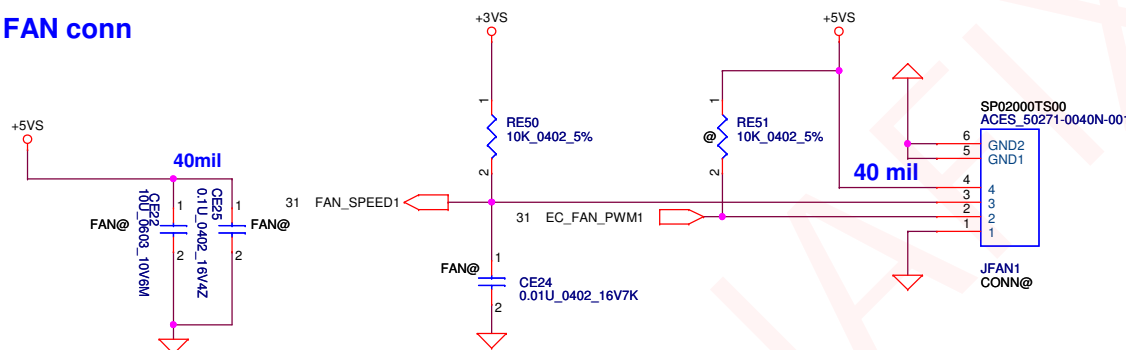 FAN conn
+3VS
+5VS
+5VS
40mil
1
CE22
10U_0603_10V6M
FAN@
2
1
CE25
0.1U_0402_16V4Z
FAN@
2
1
RE50
10K_0402_5%
2
1
RE51
@
10K_0402_5%
2
31 FAN_SPEED1
31 EC_FAN_PWM1
FAN@
1
CE24
0.01U_0402_16V7K
2
40 mil
SP02000TS00
ACES_50271-0040N-001
6 GND2
5 GND1
4 4
3 3
2 2
1 1
JFAN1
CONN@